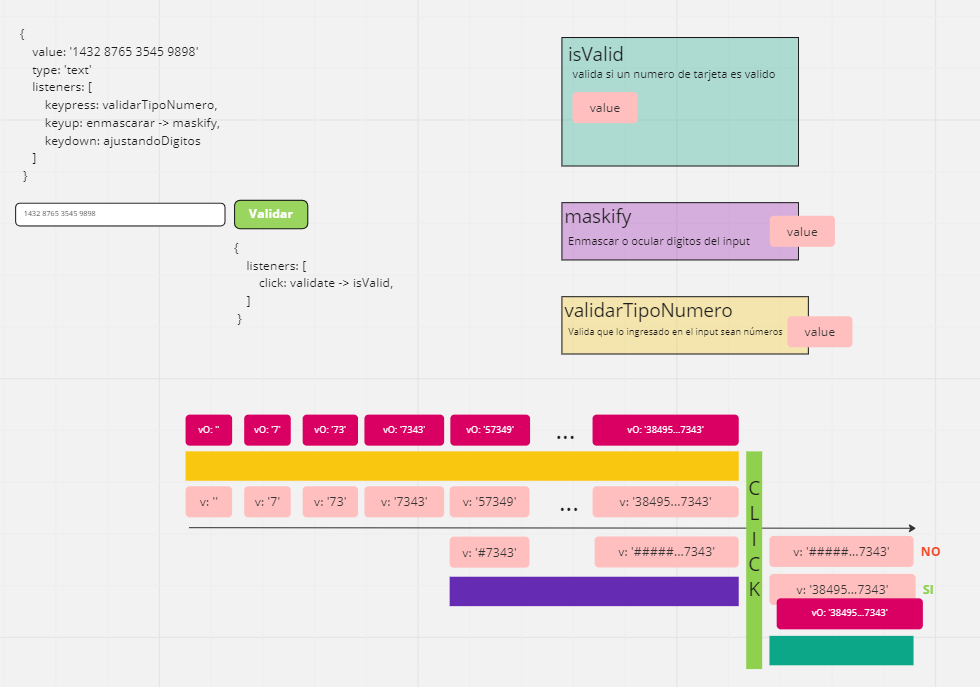 {
value: '1432 8765 3545 9898'
type: 'text'
listeners: [
keypress: validarTipoNumero,
keyup: enmascarar -> maskify,
keydown: ajustandoDigitos
]
}
1432 8765 3545 9898
Validar
{
listeners: [
click: validate -> isValid,
]
}
isValid
valida si un numero de tarjeta es valido
value
maskify
Enmascar o ocular digitos del input
value
validarTipoNumero
Valida que lo ingresado en el input sean números
value
vO: ''
vO: '7'
vO: '73'
vO: '7343'
vO: '57349'
...
vO: '38495...7343'
v: ''
v: '7'
v: '73'
v: '7343'
v: '57349'
...
v: '38495...7343'
C
L
I
C
K
v: '#7343'
v: '#####...7343'
v: '#####...7343'
NO
v: '38495...7343'
SI
vO: '38495...7343'